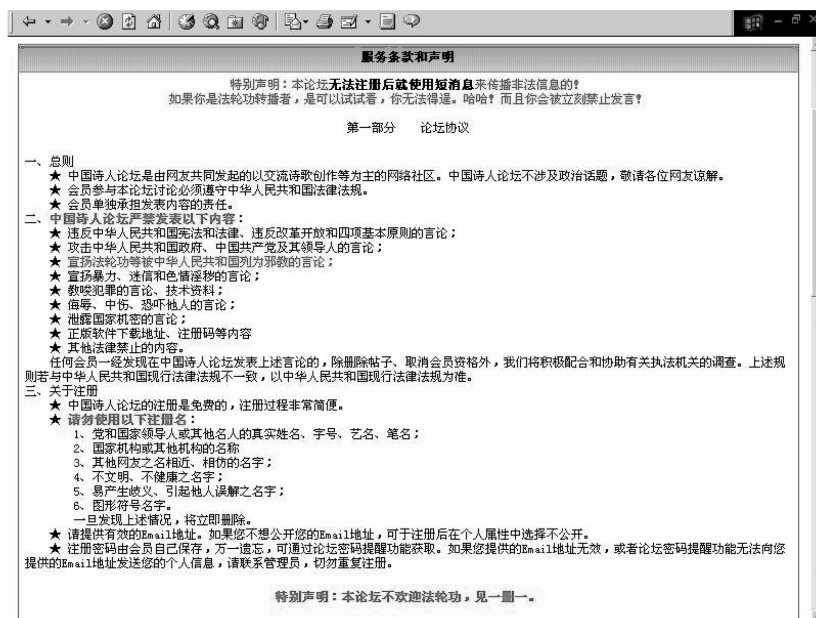 服务条款和声明
特别声明：本论坛无法注册后就使用短消息来传播非法信息的！
如果你是法轮功转播者，是可以试试看，你无法得逞。哈哈！而且你会被立刻禁止发言！
第一部分　　论坛协议
一、总则
★ 中国诗人论坛是由网友共同发起的以交流诗歌创作等为主的网络社区。中国诗人论坛不涉及政治话题，敬请各位网友谅解。
★ 会员参与本论坛讨论必须遵守中华人民共和国法律法规。
★ 会员单独承担发表内容的责任。
二、中国诗人论坛严禁发表以下内容：
★ 违反中华人民共和国宪法和法律、违反改革开放和四项基本原则的言论；
★ 攻击中华人民共和国政府、中国共产党及其领导人的言论；
★ 宣扬法轮功等被中华人民共和国列为邪教的言论；
★ 宣扬暴力、迷信和色情淫秽的言论；
★ 教唆犯罪的言论、技术资料；
★ 侮辱、中伤、恐吓他人的言论；
★ 泄露国家机密的言论；
★ 正版软件下载地址、注册码等内容
★ 其他法律禁止的内容。
任何会员一经发现在中国诗人论坛发表上述言论的，除删除帖子、取消会员资格外，我们将积极配合和协助有关执法机关的调查。上述规
则若与中华人民共和国现行法律法规不一致，以中华人民共和国现行法律法规为准。
三、关于注册
★ 中国诗人论坛的注册是免费的，注册过程非常简便。
★ 请勿使用以下注册名：
1、党和国家领导人或其他名人的真实姓名、字号、艺名、笔名；
2、国家机构或其他机构的名称
3、其他网友之名相近、相仿的名字；
4、不文明、不健康之名字；
5、易产生歧义、引起他人误解之名字；
6、图形符号名字。
一旦发现上述情况，将立即删除。
★ 请提供有效的Email地址。如果您不想公开您的Email地址，可于注册后在个人属性中选择不公开。
★ 注册密码由会员自己保存，万一遗忘，可通过论坛密码提醒功能获取。如果您提供的Email地址无效，或者论坛密码提醒功能无法向您
提供的Email地址发送您的个人信息，请联系管理员，切勿重复注册。
特别声明：本论坛不欢迎法轮功，见一删一。